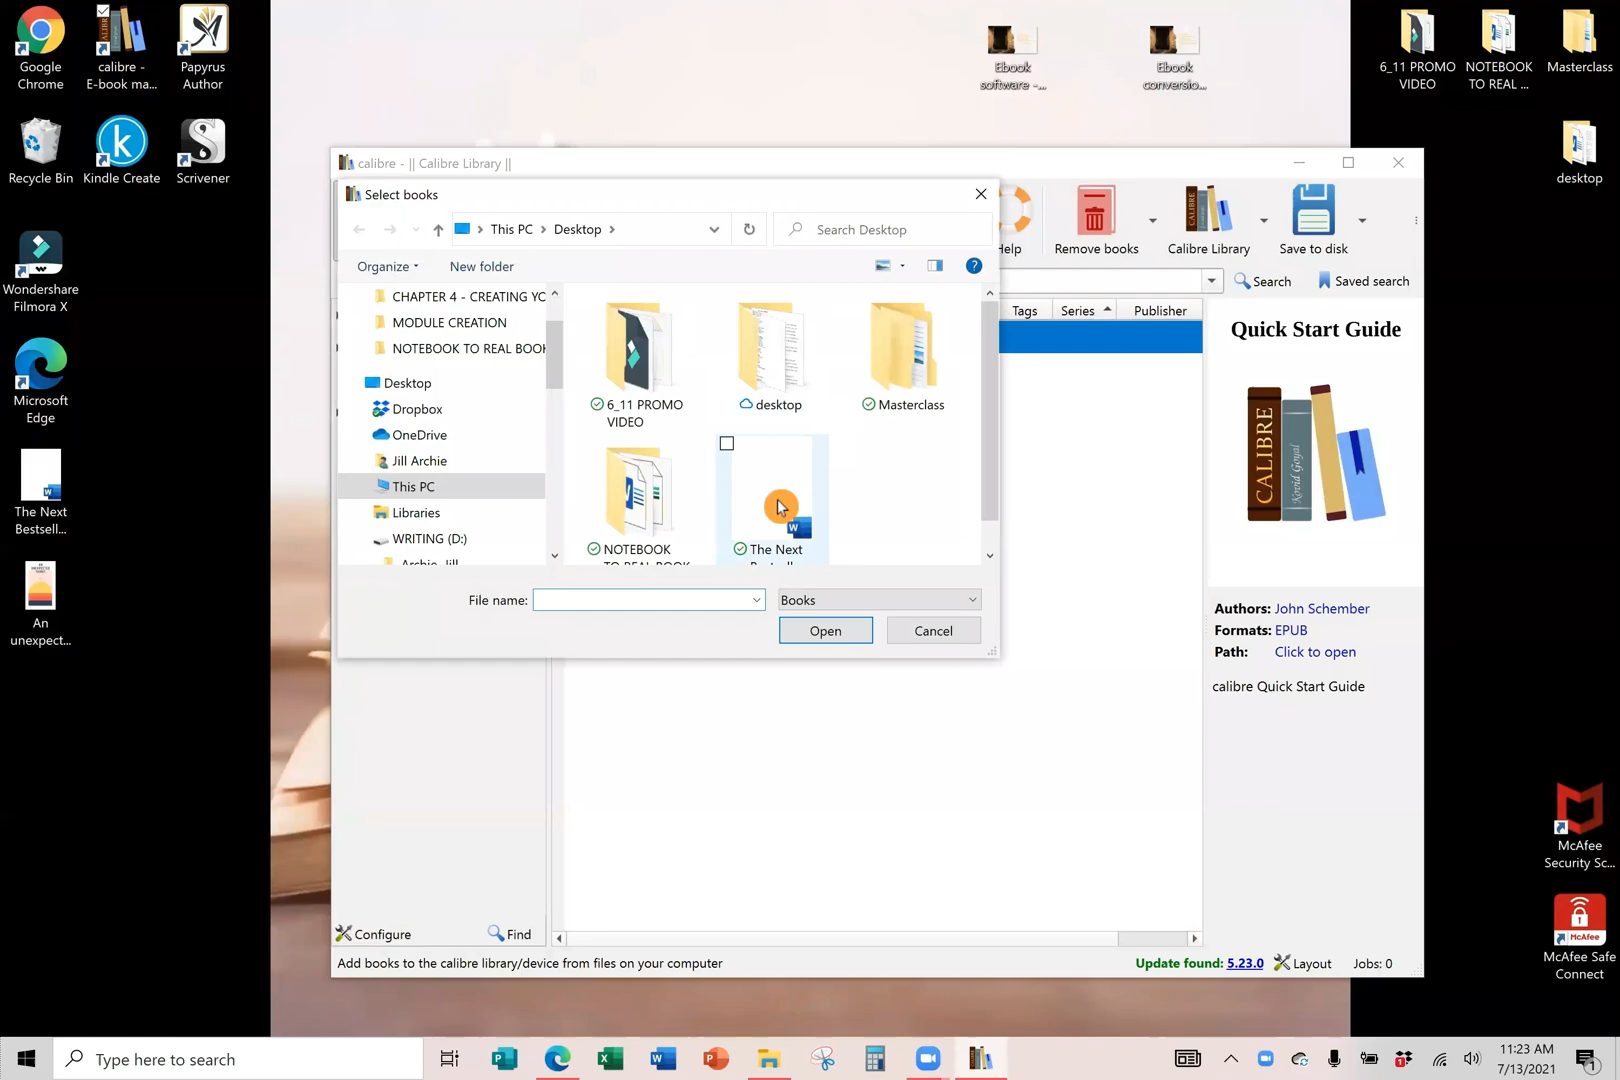 Google
Chrome
calibre -
E-book ma...
Papyrus
Author
Recycle Bin
Kindle Create
Scrivener
Wondershare
Filmora X
Microsoft
Edge
The Next
Bestsell...
An
unexpect...
Ebook
software -...
Ebook
conversio...
6_11 PROMO
VIDEO
NOTEBOOK
TO REAL ...
Masterclass
desktop
McAfee
Security Sc...
McAfee
McAfee Safe
Connect
calibre - || Calibre Library ||
Select books
This PC
Desktop
Search Desktop
Organize
New folder
CHAPTER 4 - CREATING YO
MODULE CREATION
NOTEBOOK TO REAL BOOK
Desktop
Dropbox
OneDrive
Jill Archie
This PC
Libraries
WRITING (D:)
Archie, Jill
6_11 PROMO
VIDEO
desktop
Masterclass
NOTEBOOK
TO REAL BOOK
The Next
Bestsell...
File name:
Books
Open
Cancel
Help
Remove books
Calibre Library
Save to disk
Search
Saved search
Tags
Series
Publisher
Quick Start Guide
CALIBRE
Kovid Goyal
Authors: John Schember
Formats: EPUB
Path: Click to open
calibre Quick Start Guide
Configure
Find
Add books to the calibre library/device from files on your computer
Update found: 5.23.0
Layout
Jobs: 0
Type here to search
11:23 AM
7/13/2021